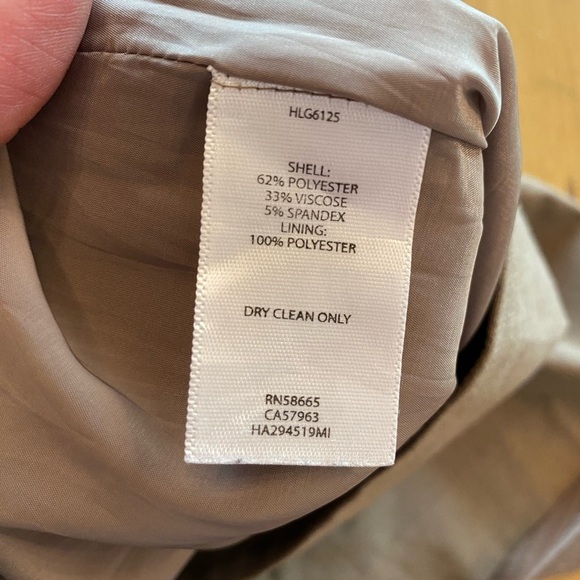 HLG6125
SHELL:
62% POLYESTER
33% VISCOSE
5% SPANDEX
LINING:
100% POLYESTER
DRY CLEAN ONLY
RN58665
CA57963
HA294519MI